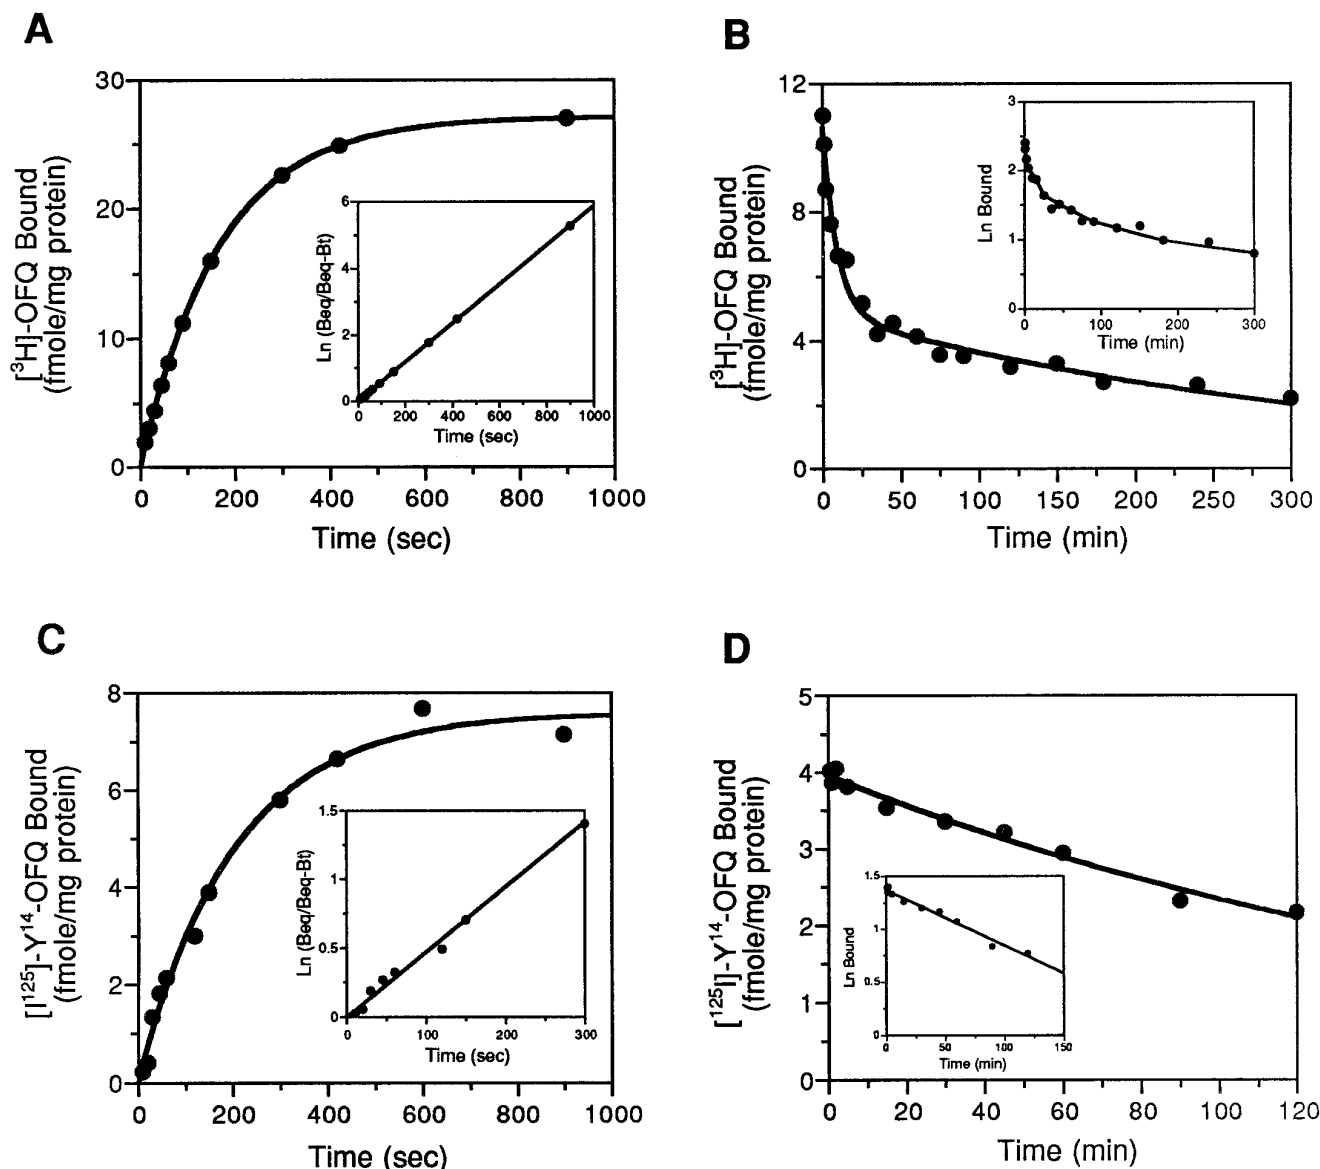 A
30
20
10
0
[³H]-OFQ Bound
(fmole/mg protein)
0 200 400 600 800 1000
Time (sec)
6
4
2
0
Ln (Beq/Beq-Bt)
0 200 400 600 800 1000
Time (sec)
B
12
8
4
0
[³H]-OFQ Bound
(fmole/mg protein)
0 50 100 150 200 250 300
Time (min)
3
2
1
0
Ln Bound
0 100 200 300
Time (min)
C
8
6
4
2
0
[I¹²⁵]-Y¹⁴-OFQ Bound
(fmole/mg protein)
0 200 400 600 800 1000
Time (sec)
1.5
1
0.5
0
Ln (Beq/Beq-Bt)
0 100 200 300
Time (sec)
D
5
4
3
2
1
0
[¹²⁵I]-Y¹⁴-OFQ Bound
(fmole/mg protein)
0 20 40 60 80 100 120
Time (min)
1.5
1
0.5
0
Ln Bound
0 50 100 150
Time (min)